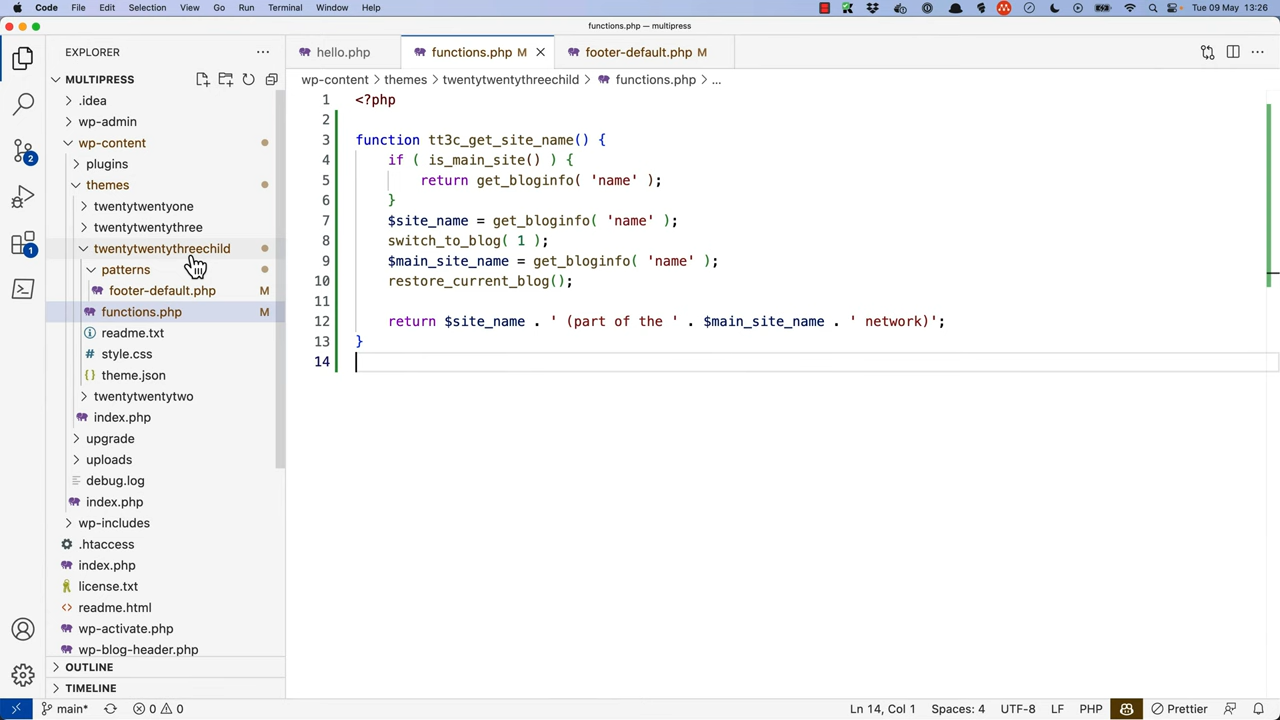 Code File Edit Selection View Go Run Terminal Window Help Tue 09 May 13:26
functions.php — multipress
EXPLORER
hello.php
functions.php M
footer-default.php M
MULTIPRESS
wp-content themes twentytwentythreechild functions.php ...
.idea
wp-admin
wp-content
plugins
themes
twentytwentyone
twentytwentythree
twentytwentythreechild
patterns
footer-default.php M
functions.php M
readme.txt
style.css
theme.json
twentytwentytwo
index.php
upgrade
uploads
debug.log
index.php
wp-includes
.htaccess
index.php
license.txt
readme.html
wp-activate.php
wp-blog-header.php
OUTLINE
TIMELINE
2
1
1 <?php
2
3 function tt3c_get_site_name() {
4 if ( is_main_site() ) {
5 return get_bloginfo( 'name' );
6 }
7 $site_name = get_bloginfo( 'name' );
8 switch_to_blog( 1 );
9 $main_site_name = get_bloginfo( 'name' );
10 restore_current_blog();
11
12 return $site_name . ' (part of the ' . $main_site_name . ' network)';
13 }
14
main* 0 0 Ln 14, Col 1 Spaces: 4 UTF-8 LF PHP Prettier